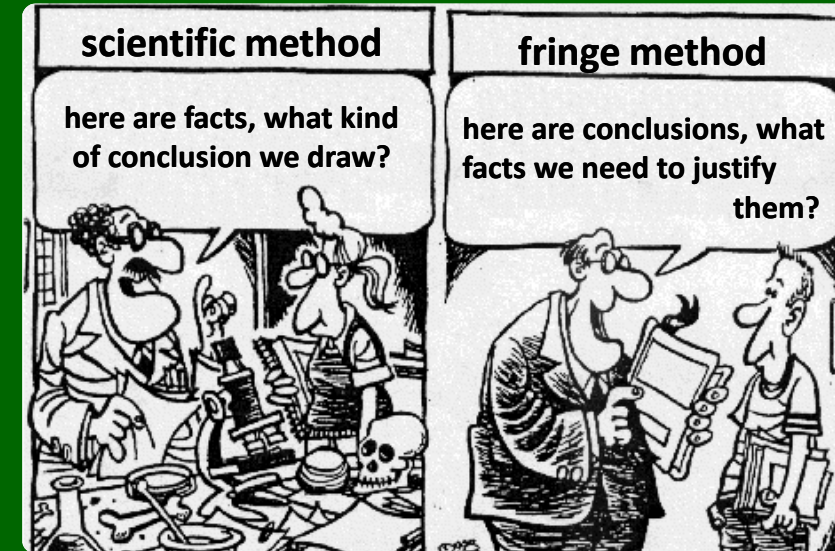 scientific method
here are facts, what kind
of conclusion we draw?
fringe method
here are conclusions, what
facts we need to justify
them?